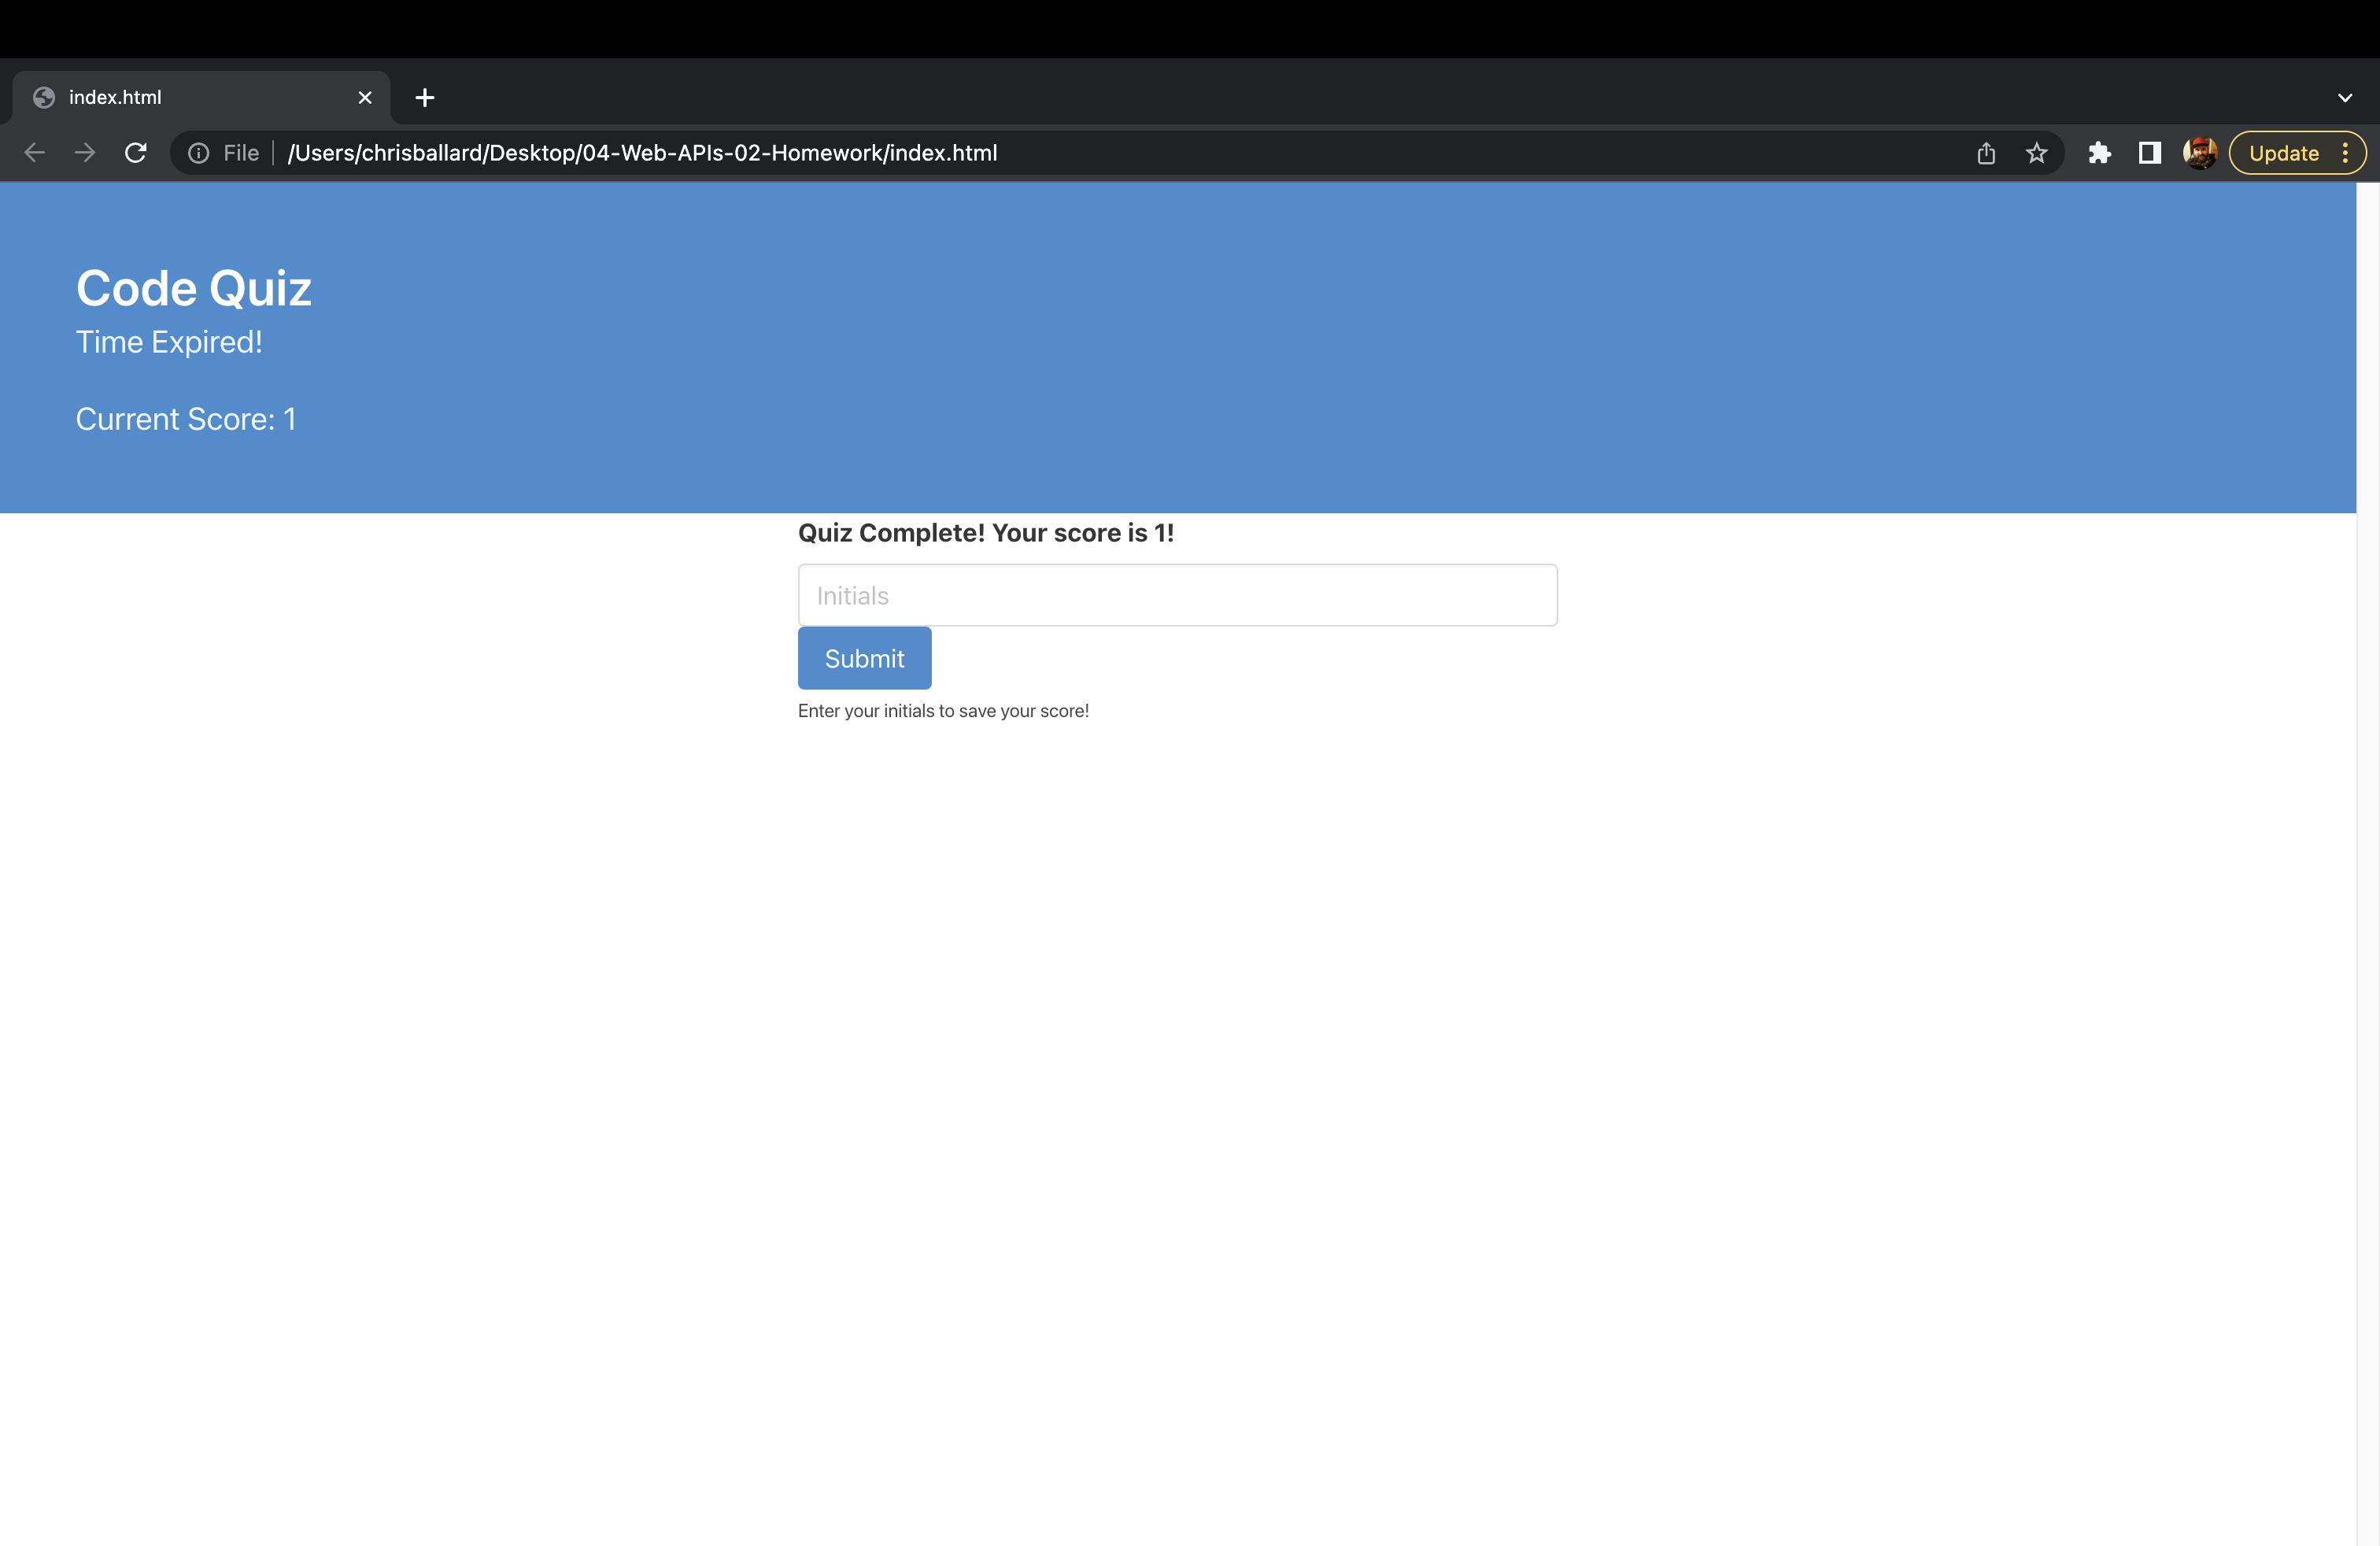 index.html
File /Users/chrisballard/Desktop/04-Web-APIs-02-Homework/index.html Update
Code Quiz
Time Expired!
Current Score: 1
Quiz Complete! Your score is 1!
Initials
Submit
Enter your initials to save your score!